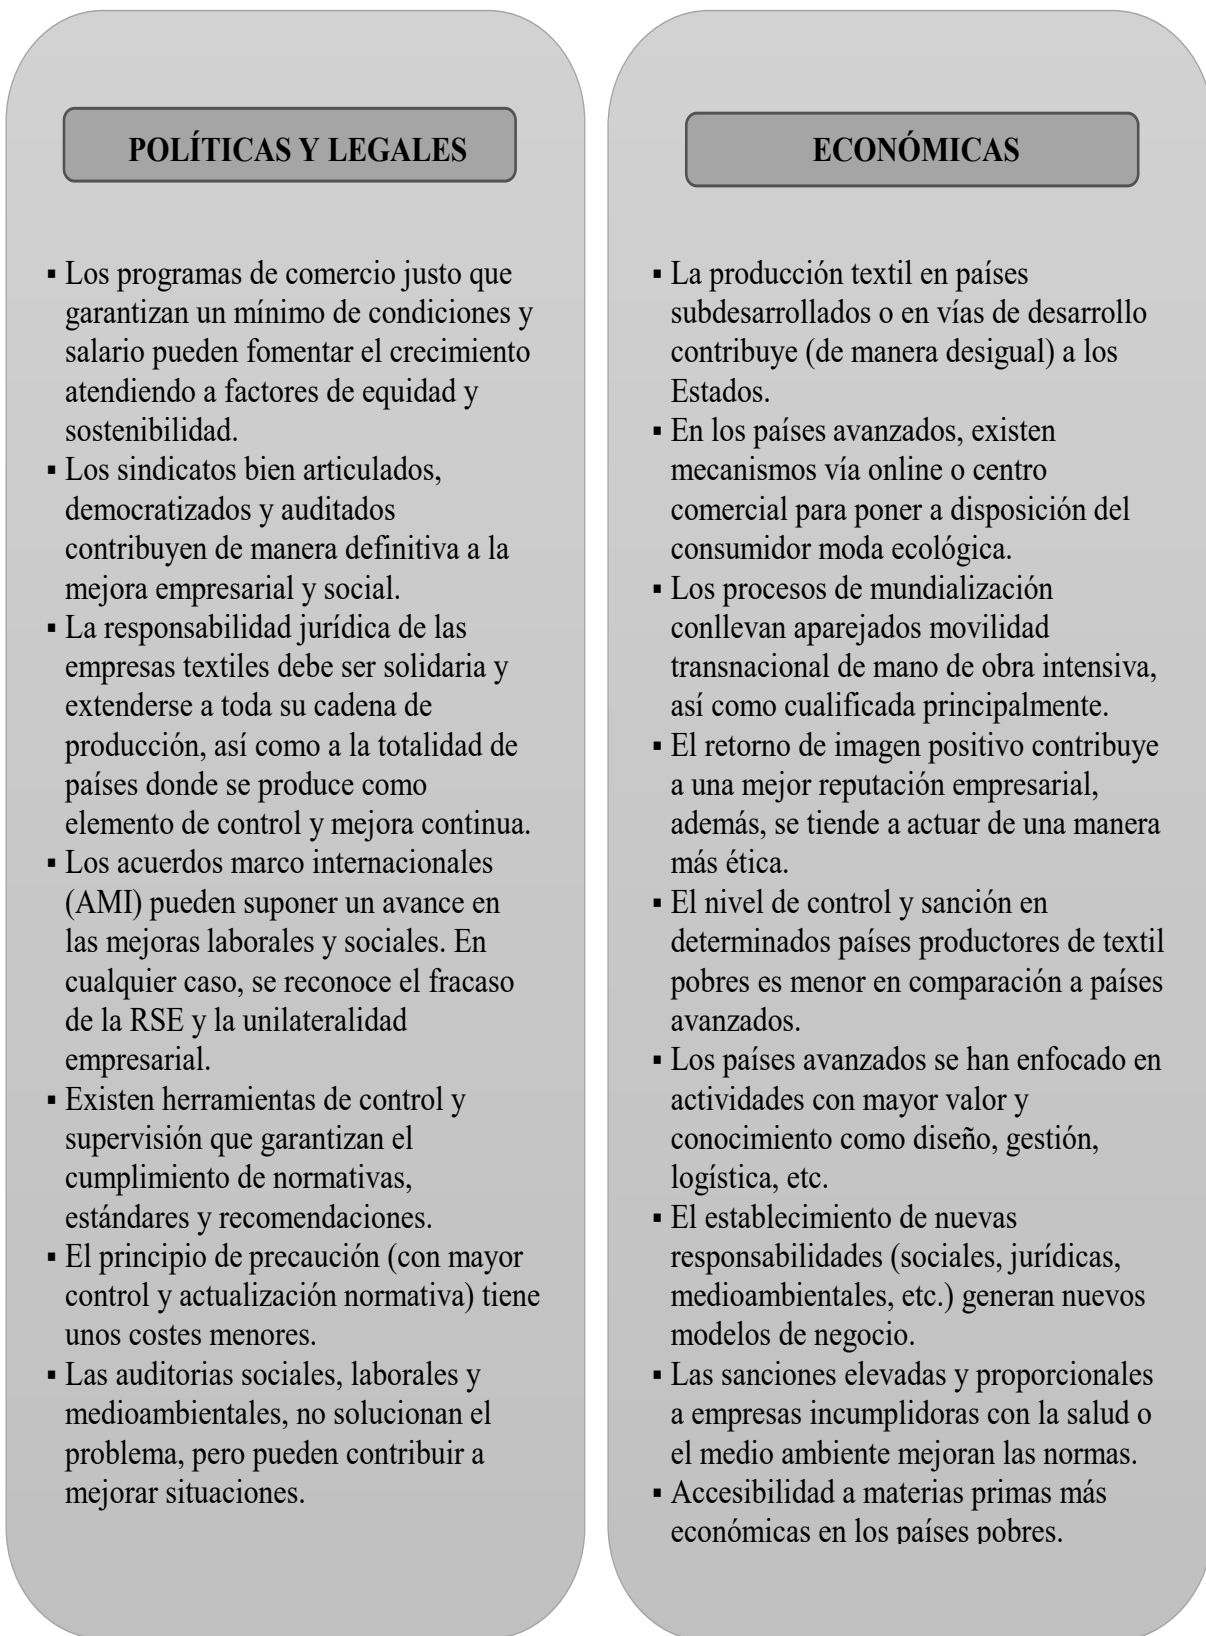 POLÍTICAS Y LEGALES
▪ Los programas de comercio justo que
garantizan un mínimo de condiciones y
salario pueden fomentar el crecimiento
atendiendo a factores de equidad y
sostenibilidad.
▪ Los sindicatos bien articulados,
democratizados y auditados
contribuyen de manera definitiva a la
mejora empresarial y social.
▪ La responsabilidad jurídica de las
empresas textiles debe ser solidaria y
extenderse a toda su cadena de
producción, así como a la totalidad de
países donde se produce como
elemento de control y mejora continua.
▪ Los acuerdos marco internacionales
(AMI) pueden suponer un avance en
las mejoras laborales y sociales. En
cualquier caso, se reconoce el fracaso
de la RSE y la unilateralidad
empresarial.
▪ Existen herramientas de control y
supervisión que garantizan el
cumplimiento de normativas,
estándares y recomendaciones.
▪ El principio de precaución (con mayor
control y actualización normativa) tiene
unos costes menores.
▪ Las auditorias sociales, laborales y
medioambientales, no solucionan el
problema, pero pueden contribuir a
mejorar situaciones.
ECONÓMICAS
▪ La producción textil en países
subdesarrollados o en vías de desarrollo
contribuye (de manera desigual) a los
Estados.
▪ En los países avanzados, existen
mecanismos vía online o centro
comercial para poner a disposición del
consumidor moda ecológica.
▪ Los procesos de mundialización
conllevan aparejados movilidad
transnacional de mano de obra intensiva,
así como cualificada principalmente.
▪ El retorno de imagen positivo contribuye
a una mejor reputación empresarial,
además, se tiende a actuar de una manera
más ética.
▪ El nivel de control y sanción en
determinados países productores de textil
pobres es menor en comparación a países
avanzados.
▪ Los países avanzados se han enfocado en
actividades con mayor valor y
conocimiento como diseño, gestión,
logística, etc.
▪ El establecimiento de nuevas
responsabilidades (sociales, jurídicas,
medioambientales, etc.) generan nuevos
modelos de negocio.
▪ Las sanciones elevadas y proporcionales
a empresas incumplidoras con la salud o
el medio ambiente mejoran las normas.
▪ Accesibilidad a materias primas más
económicas en los países pobres.